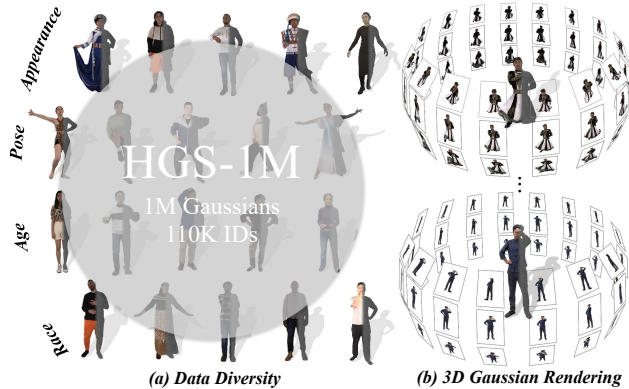 Appearance
Pose
Age
Race
HGS-1M
1M Gaussians
110K IDs
(a) Data Diversity
(b) 3D Gaussian Rendering